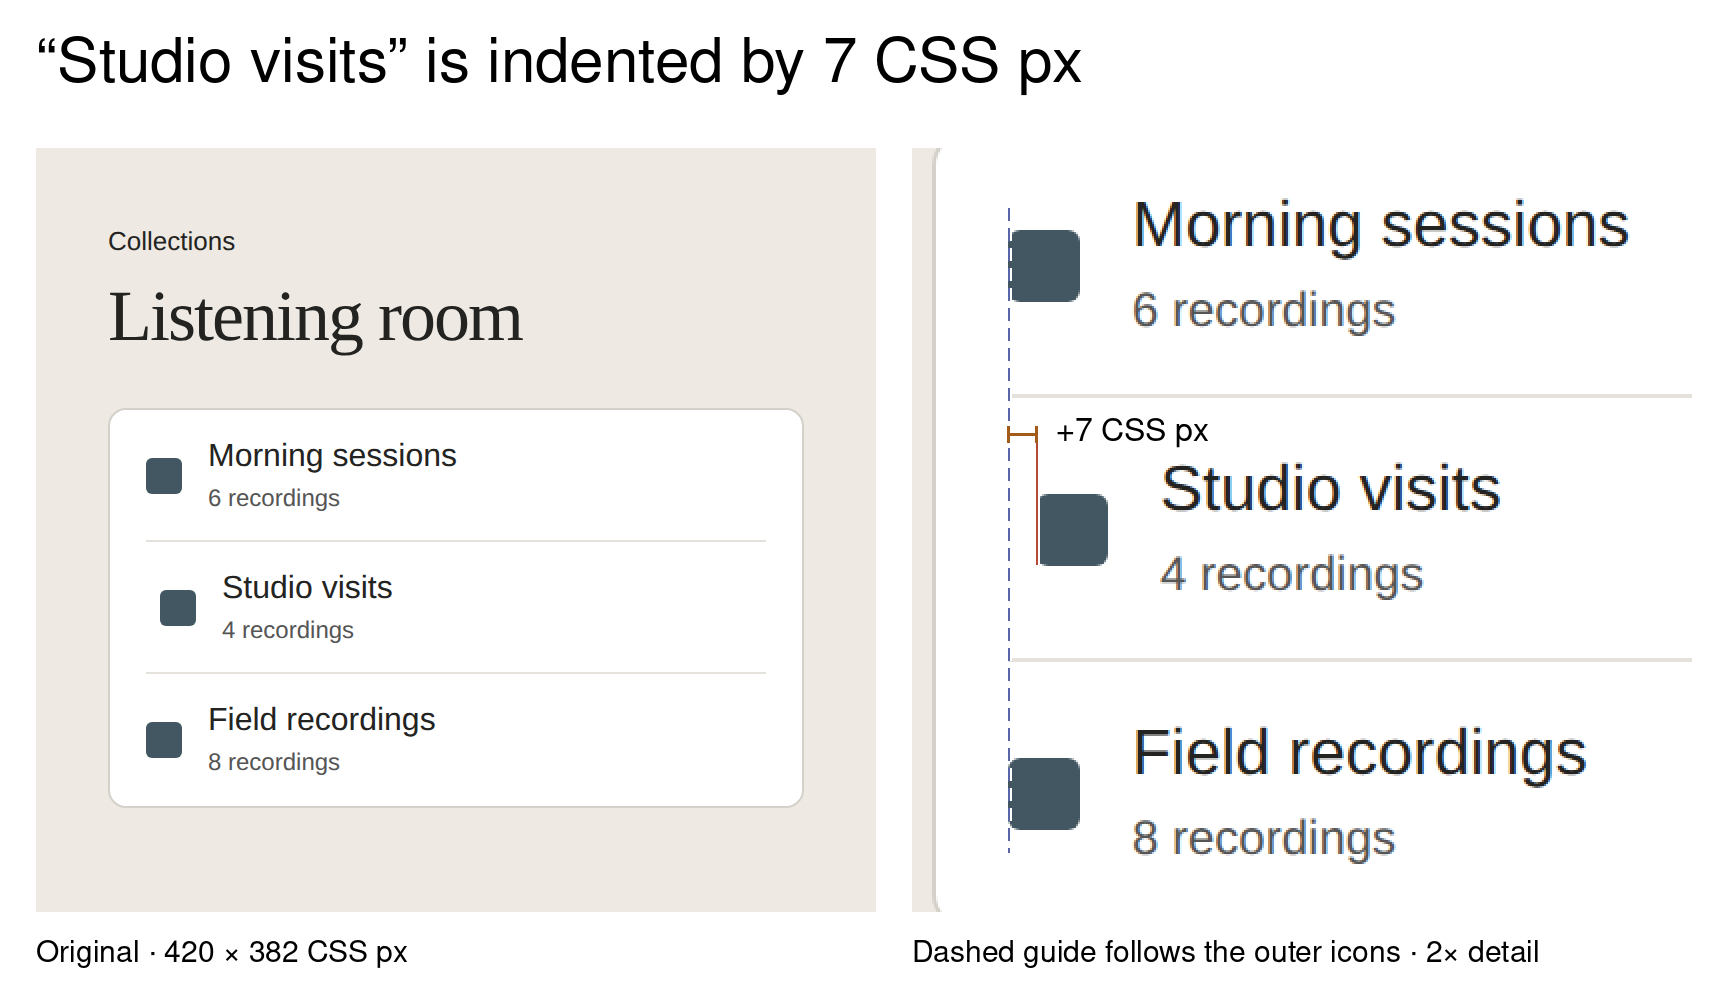 “Studio visits” is indented by 7 CSS px
Collections
Listening room
Morning sessions
6 recordings
Studio visits
4 recordings
Field recordings
8 recordings
Original · 420 × 382 CSS px
Morning sessions
6 recordings
+7 CSS px
Studio visits
4 recordings
Field recordings
8 recordings
Dashed guide follows the outer icons · 2× detail